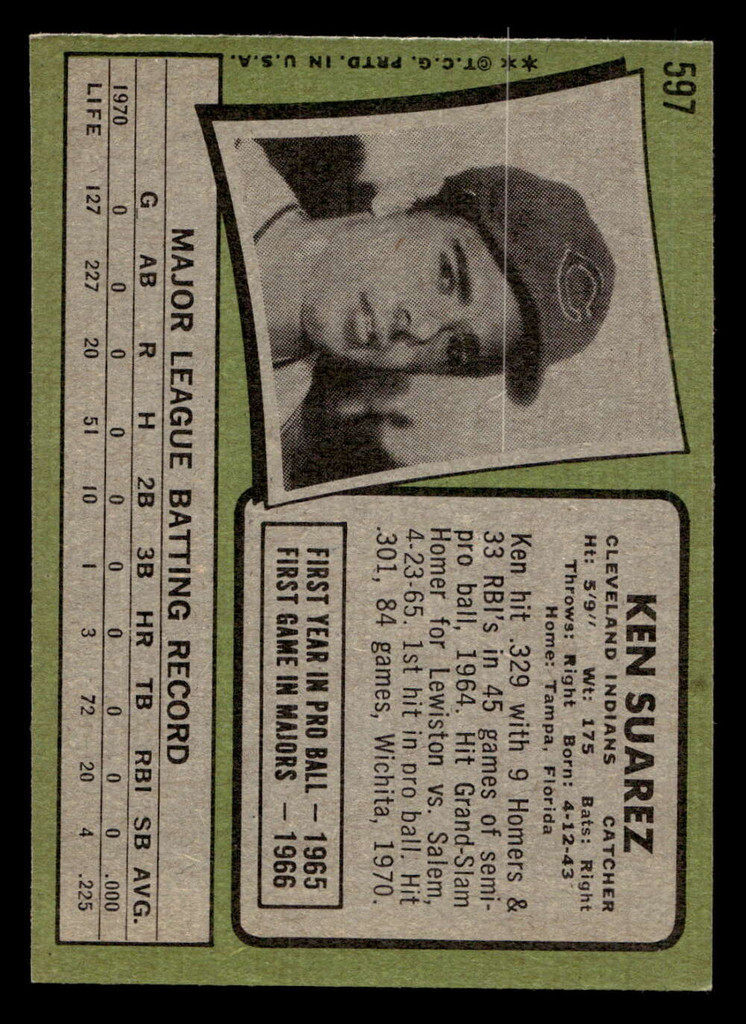 597
** ©T.C.G. PRTD. IN U.S.A.
C
KEN SUAREZ
CLEVELAND INDIANS CATCHER
Ht: 5'9" Wt: 175 Bats: Right
Throws: Right Born: 4-12-43
Home: Tampa, Florida
Ken hit .329 with 9 Homers &
33 RBI's in 45 games of semi-
pro ball, 1964. Hit Grand-Slam
Homer for Lewiston vs. Salem,
4-23-65. 1st hit in pro ball. Hit
.301, 84 games, Wichita, 1970.
FIRST YEAR IN PRO BALL — 1965
FIRST GAME IN MAJORS — 1966
MAJOR LEAGUE BATTING RECORD
G AB R H 2B 3B HR TB RBI SB AVG.
1970 0 0 0 0 0 0 0 0 0 0 .000
LIFE 127 227 20 51 10 1 3 72 20 4 .225